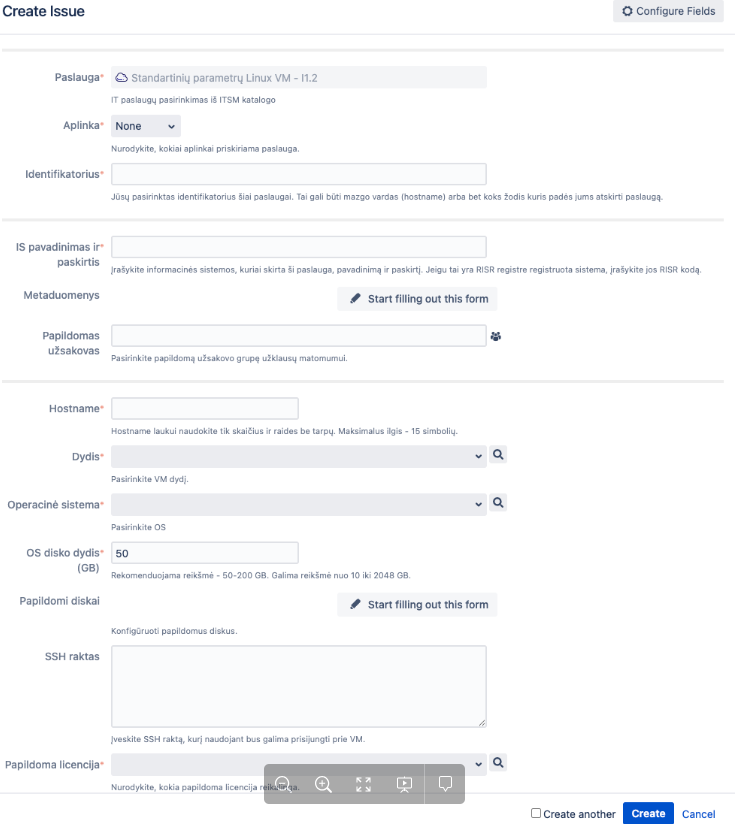 Create Issue
Configure Fields
Paslauga*
Standartinių parametrų Linux VM - I1.2
IT paslaugų pasirinkimas iš ITSM katalogo
Aplinka*
None
Nurodykite, kokiai aplinkai priskiriama paslauga.
Identifikatorius*
Jūsų pasirinktas identifikatorius šiai paslaugai. Tai gali būti mazgo vardas (hostname) arba bet koks žodis kuris padės jums atskirti paslaugą.
IS pavadinimas ir*
paskirtis
Įrašykite informacinės sistemos, kuriai skirta ši paslauga, pavadinimą ir paskirtį. Jeigu tai yra RISR registre registruota sistema, įrašykite jos RISR kodą.
Metaduomenys
Start filling out this form
Papildomas
užsakovas
Pasirinkite papildomą užsakovo grupę užklausų matomumui.
Hostname*
Hostname laukui naudokite tik skaičius ir raides be tarpų. Maksimalus ilgis - 15 simbolių.
Dydis*
Pasirinkite VM dydį.
Operacinė sistema*
Pasirinkite OS
OS disko dydis*
(GB)
50
Rekomenduojama reikšmė - 50-200 GB. Galima reikšmė nuo 10 iki 2048 GB.
Papildomi diskai
Start filling out this form
Konfigūruoti papildomus diskus.
SSH raktas
Įveskite SSH raktą, kurį naudojant bus galima prisijungti prie VM.
Papildoma licencija*
Nurodykite, kokia papildoma licencija reikalinga.
Create another
Create
Cancel